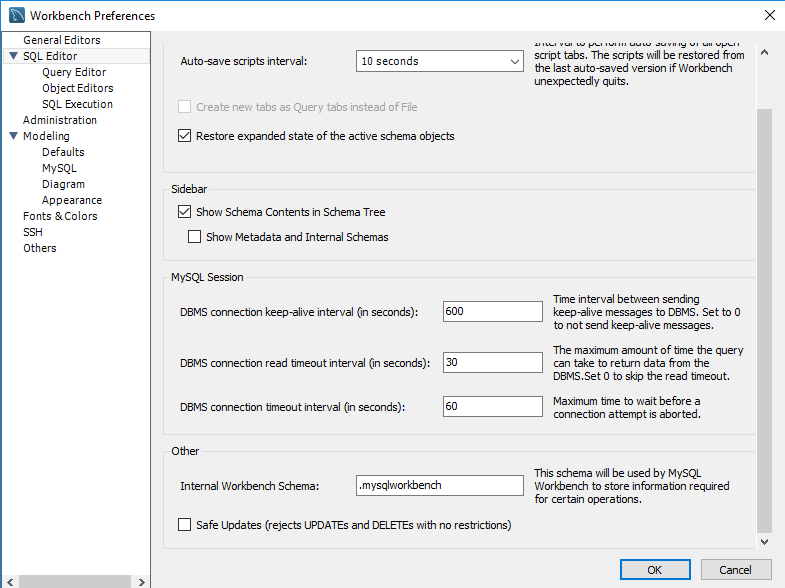 Workbench Preferences
General Editors
SQL Editor
Query Editor
Object Editors
SQL Execution
Administration
Modeling
Defaults
MySQL
Diagram
Appearance
Fonts & Colors
SSH
Others
Auto-save scripts interval:
10 seconds
Interval to perform auto-saving of all open
script tabs. The scripts will be restored from
the last auto-saved version if Workbench
unexpectedly quits.
Create new tabs as Query tabs instead of File
Restore expanded state of the active schema objects
Sidebar
Show Schema Contents in Schema Tree
Show Metadata and Internal Schemas
MySQL Session
DBMS connection keep-alive interval (in seconds):
600
Time interval between sending
keep-alive messages to DBMS. Set to 0
to not send keep-alive messages.
DBMS connection read timeout interval (in seconds):
30
The maximum amount of time the query
can take to return data from the
DBMS.Set 0 to skip the read timeout.
DBMS connection timeout interval (in seconds):
60
Maximum time to wait before a
connection attempt is aborted.
Other
Internal Workbench Schema:
.mysqlworkbench
This schema will be used by MySQL
Workbench to store information required
for certain operations.
Safe Updates (rejects UPDATEs and DELETEs with no restrictions)
OK
Cancel